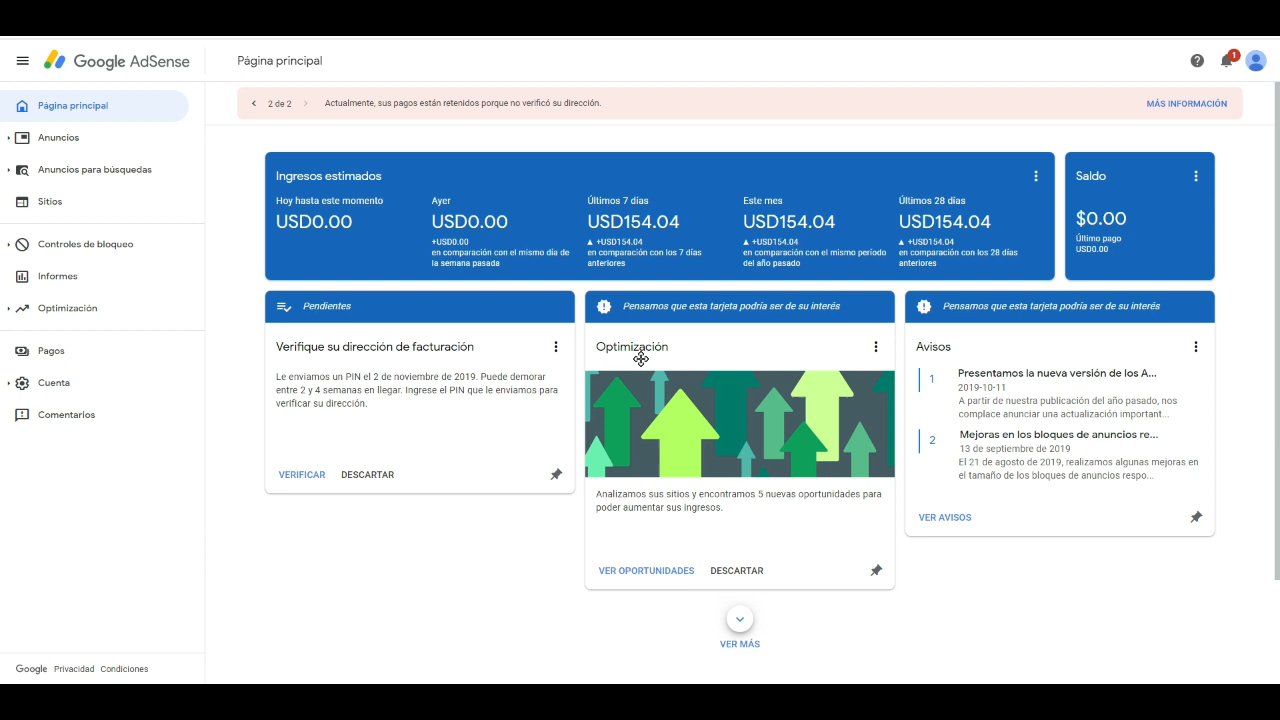 Google AdSense
Página principal
1
Página principal
Anuncios
Anuncios para búsquedas
Sitios
Controles de bloqueo
Informes
Optimización
Pagos
Cuenta
Comentarios
Google Privacidad Condiciones
2 de 2
Actualmente, sus pagos están retenidos porque no verificó su dirección.
MÁS INFORMACIÓN
Ingresos estimados
Hoy hasta este momento
USD0.00
Ayer
USD0.00
+USD0.00
en comparación con el mismo día de
la semana pasada
Últimos 7 días
USD154.04
▲ +USD154.04
en comparación con los 7 días
anteriores
Este mes
USD154.04
▲ +USD154.04
en comparación con el mismo período
del año pasado
Últimos 28 días
USD154.04
▲ +USD154.04
en comparación con los 28 días
anteriores
Saldo
$0.00
Último pago
USD0.00
Pendientes
Verifique su dirección de facturación
Le enviamos un PIN el 2 de noviembre de 2019. Puede demorar
entre 2 y 4 semanas en llegar. Ingrese el PIN que le enviamos para
verificar su dirección.
VERIFICAR DESCARTAR
Pensamos que esta tarjeta podría ser de su interés
Optimización
Analizamos sus sitios y encontramos 5 nuevas oportunidades para
poder aumentar sus ingresos.
VER OPORTUNIDADES DESCARTAR
Pensamos que esta tarjeta podría ser de su interés
Avisos
1
Presentamos la nueva versión de los A...
2019-10-11
A partir de nuestra publicación del año pasado, nos
complace anunciar una actualización important...
2
Mejoras en los bloques de anuncios re...
13 de septiembre de 2019
El 21 de agosto de 2019, realizamos algunas mejoras en
el tamaño de los bloques de anuncios respo...
VER AVISOS
VER MÁS